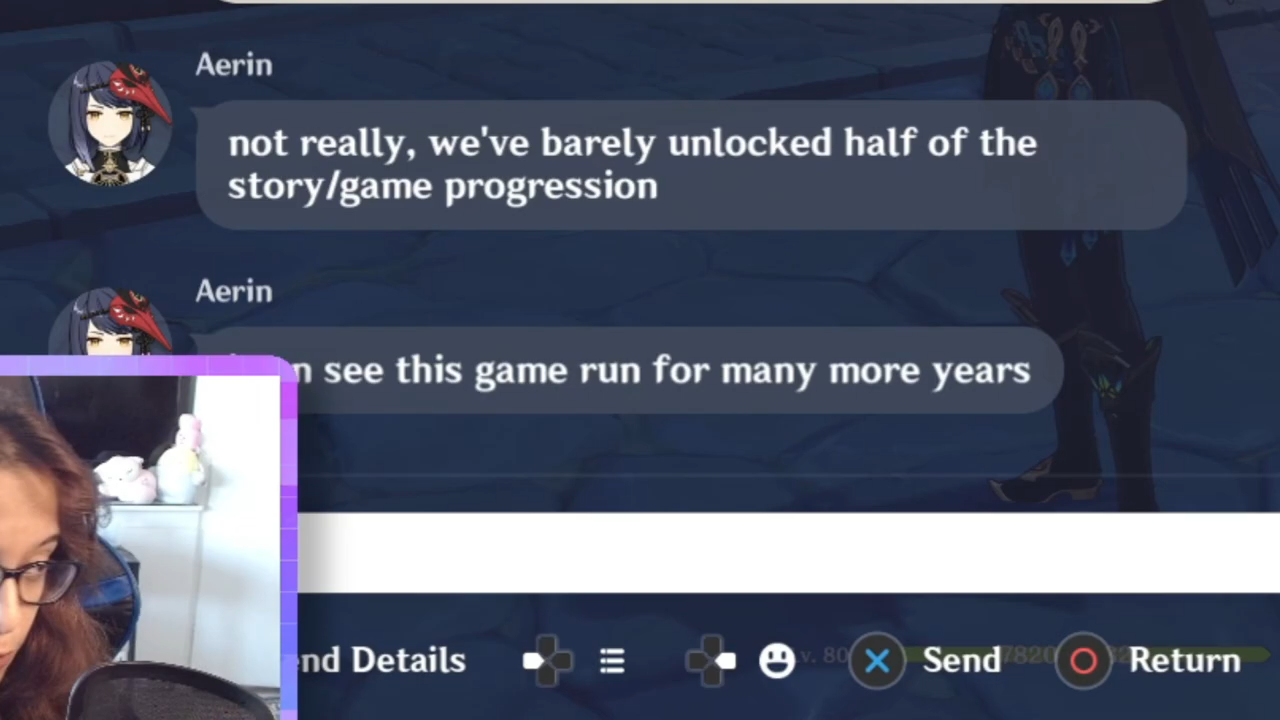 Aerin
not really, we've barely unlocked half of the
story/game progression
Aerin
see this game run for many more years
Details
Send
Return